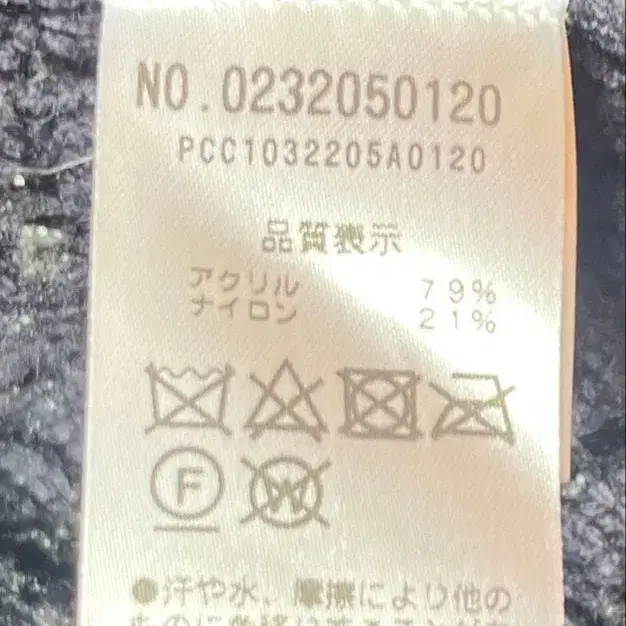 NO.0232050120
PCC1032205A0120
品質表示
アクリル 79%
ナイロン 21%
F
W
●汗や水、摩擦により他の